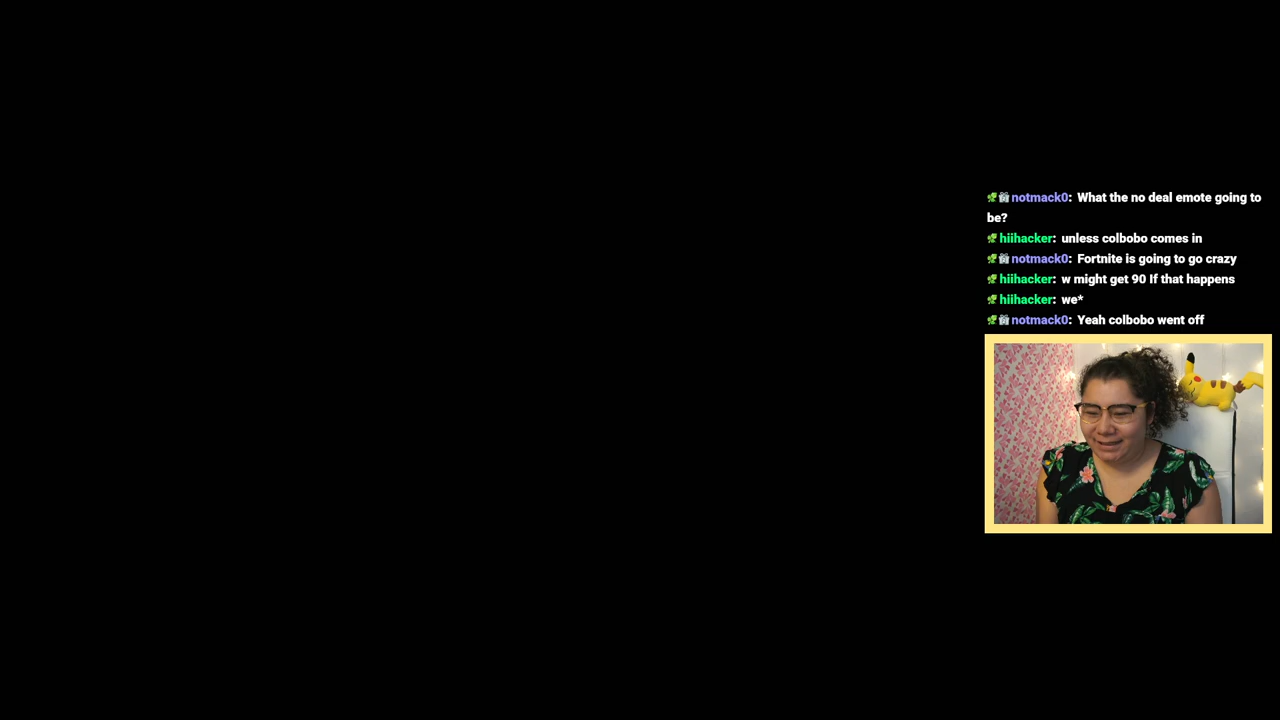 notmack0: What the no deal emote going to
be?
hiihacker: unless colbobo comes in
notmack0: Fortnite is going to go crazy
hiihacker: w might get 90 If that happens
hiihacker: we*
notmack0: Yeah colbobo went off